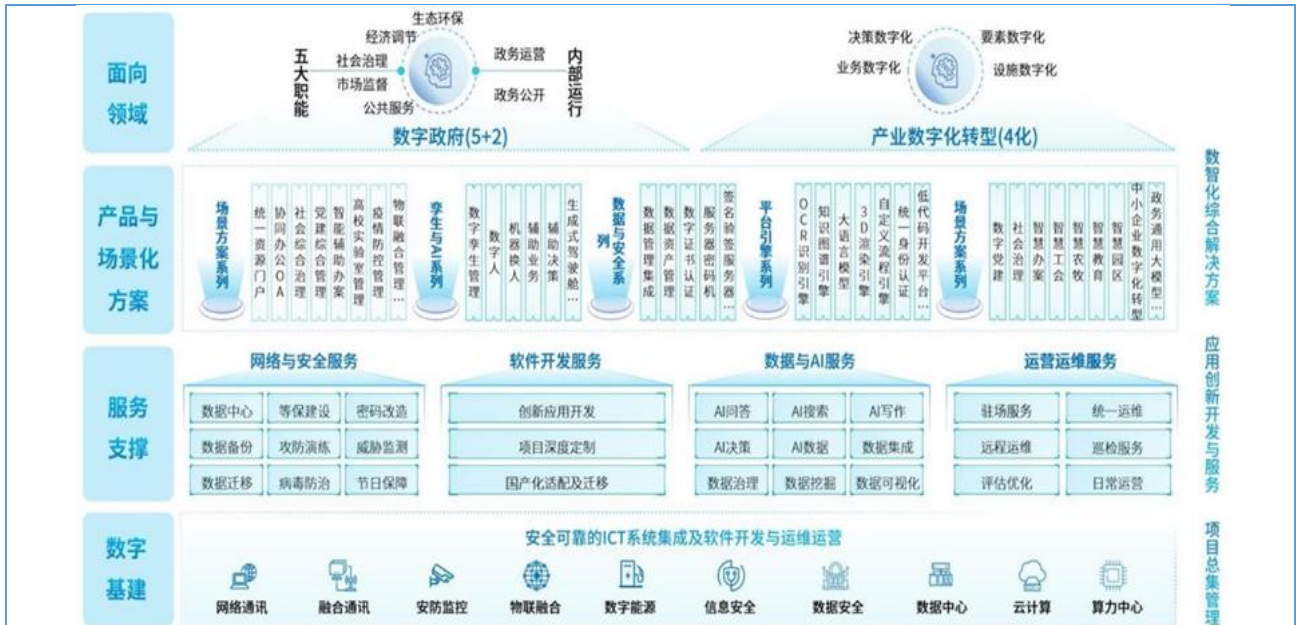 面向
领域
五大职能
生态环保
经济调节
社会治理
市场监督
公共服务
政务运营
政务公开
内部运行
数字政府(5+2)
决策数字化
业务数字化
要素数字化
设施数字化
产业数字化转型(4化)
产品与
场景化
方案
场景方案系列
统一资源门户
协同办公OA
社会综合治理
党建综合管理
智能辅助办案
高校实验室管理
疫情防控管理
物联融合管理...
孪生与AI系列
数字孪生管理
数字人
机器换人
辅助业务
辅助决策
生成式驾驶舱...
数据与安全系列
数据管理集成
数据资产管理
数字证书认证
服务器密码机
签名验签服务器...
平台引擎系列
OCR识别引擎
知识图谱引擎
大语言模型
3D渲染引擎
自定义流程引擎
统一身份认证
低代码开发平台...
场景方案系列
数字党建
社会治理
智慧办案
智慧工会
智慧农牧
智慧教育
智慧园区
中小企业数字化转型
政务通用大模型...
服务
支撑
网络与安全服务
数据中心 等保建设 密码改造
数据备份 攻防演练 威胁监测
数据迁移 病毒防治 节日保障
软件开发服务
创新应用开发
项目深度定制
国产化适配及迁移
数据与AI服务
AI问答 AI搜索 AI写作
AI决策 AI数据 数据集成
数据治理 数据挖掘 数据可视化
运营运维服务
驻场服务 统一运维
远程运维 巡检服务
评估优化 日常运营
数字
基建
安全可靠的ICT系统集成及软件开发与运维运营
网络通讯 融合通讯 安防监控 物联融合 数字能源 信息安全 数据安全 数据中心 云计算 算力中心
数智化综合解决方案
应用创新开发与服务
项目总集管理